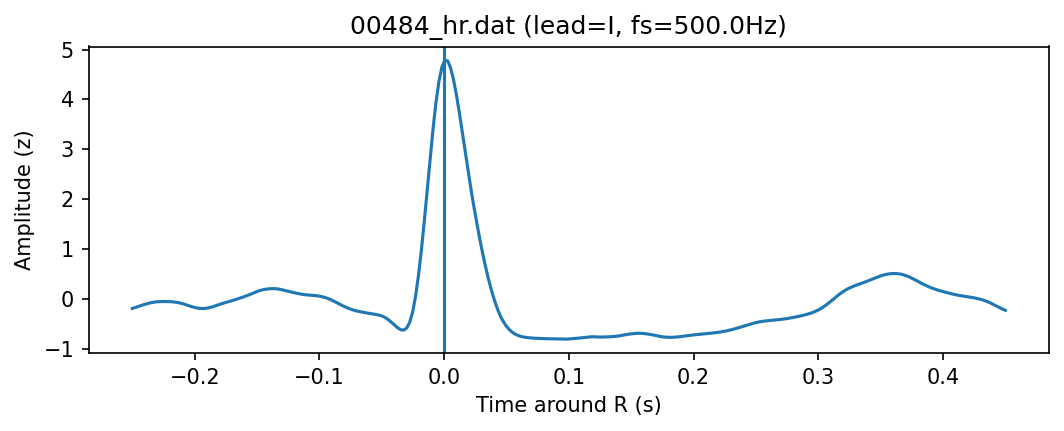 00484_hr.dat (lead=I, fs=500.0Hz)
Amplitude (z)
5
4
3
2
1
0
−1
−0.2 −0.1 0.0 0.1 0.2 0.3 0.4
Time around R (s)